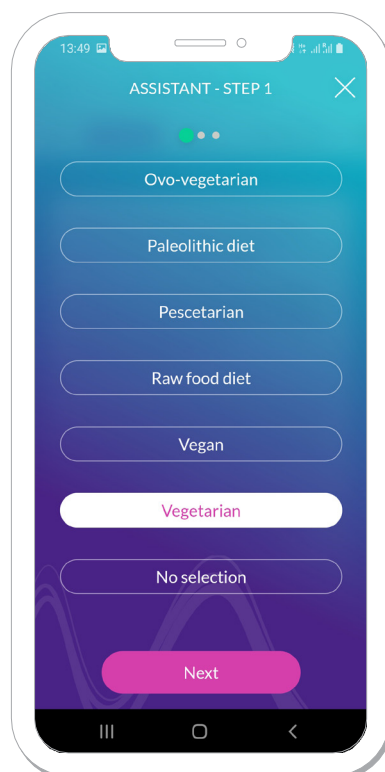 13:49
ASSISTANT - STEP 1
Ovo-vegetarian
Paleolithic diet
Pescetarian
Raw food diet
Vegan
Vegetarian
No selection
Next